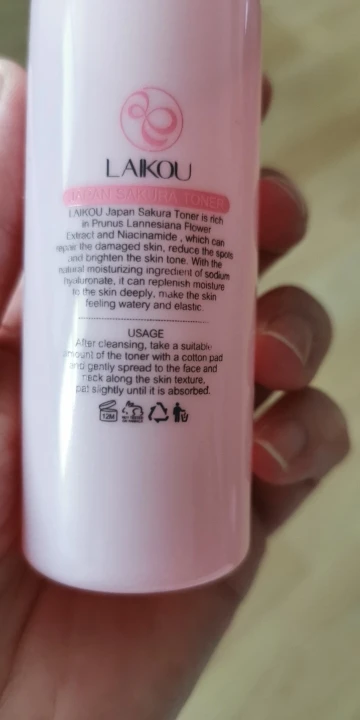 LAIKOU
JAPAN SAKURA TONER
LAIKOU Japan Sakura Toner is rich
in Prunus Lannesiana Flower
Extract and Niacinamide , which can
repair the damaged skin, reduce the spots
and brighten the skin tone. With the
natural moisturizing ingredient of sodium
hyaluronate, it can replenish moisture
to the skin deeply, make the skin
feeling watery and elastic.
USAGE
After cleansing, take a suitable
amount of the toner with a cotton pad
and gently spread to the face and
neck along the skin texture,
pat slightly until it is absorbed.
12M